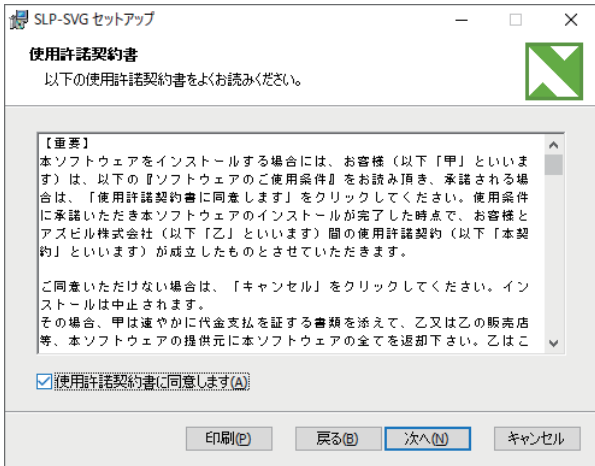 SLP-SVG セットアップ
使用許諾契約書
以下の使用許諾契約書をよくお読みください。
【重要】
本ソフトウェアをインストールする場合には、お客様（以下「甲」といいま
す）は、以下の『ソフトウェアのご使用条件』をお読み頂き、承諾される場
合は、「使用許諾契約書に同意します」をクリックしてください。使用条件
に承諾いただき本ソフトウェアのインストールが完了した時点で、お客様と
アズビル株式会社（以下「乙」といいます）間の使用許諾契約（以下「本契
約」といいます）が成立したものとさせていただきます。
ご同意いただけない場合は、「キャンセル」をクリックしてください。イン
ストールは中止されます。
その場合、甲は速やかに代金支払を証する書類を添えて、乙又は乙の販売店
等、本ソフトウェアの提供元に本ソフトウェアの全てを返却下さい。乙はこ
使用許諾契約書に同意します(A)
印刷(P) 戻る(B) 次へ(N) キャンセル